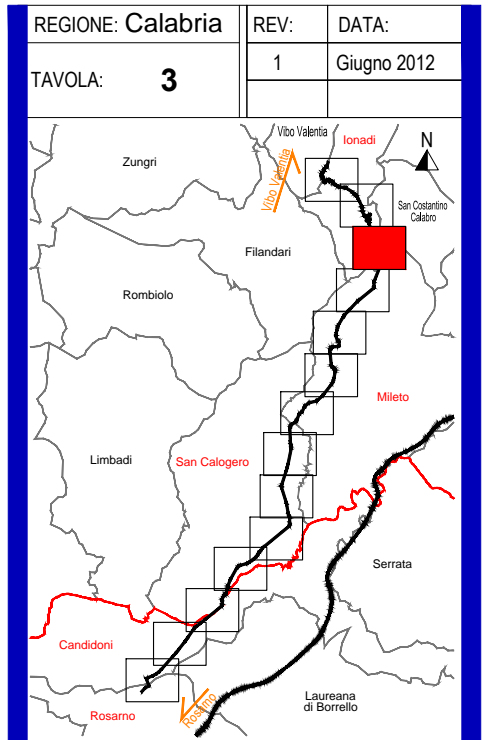 REGIONE: Calabria
REV:
DATA:
TAVOLA: 3
1
Giugno 2012
Vibo Valentia
Ionadi
N
Zungri
Vibo Valentia
San Costantino
Calabro
Filandari
Rombiolo
Mileto
Limbadi
San Calogero
Serrata
Candidoni
Rosarno
Rosarno
Laureana
di Borrello